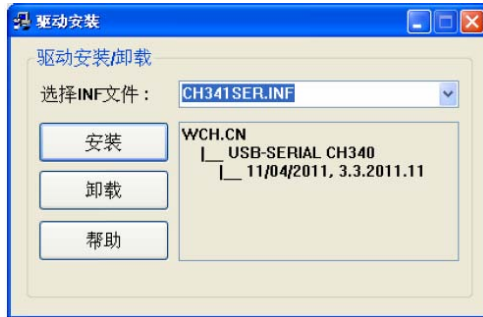 驱动安装
驱动安装/卸载
选择INF文件：
CH341SER.INF
安装
卸载
帮助
WCH.CN
|__ USB-SERIAL CH340
|__ 11/04/2011, 3.3.2011.11